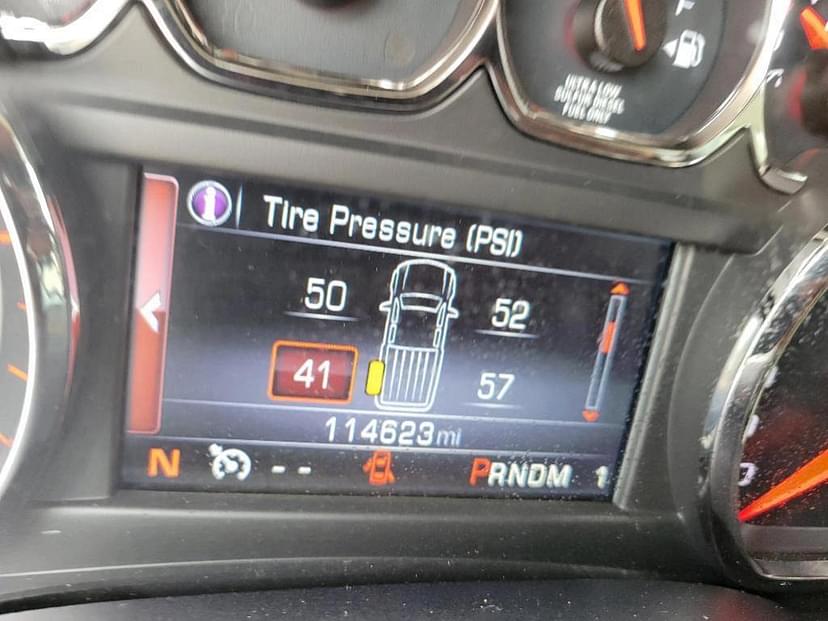 F
ULTRA LOW
SULFUR DIESEL
FUEL ONLY
i Tire Pressure (PSI)
50 52
41 57
114623mi
N -- PRNDM 1